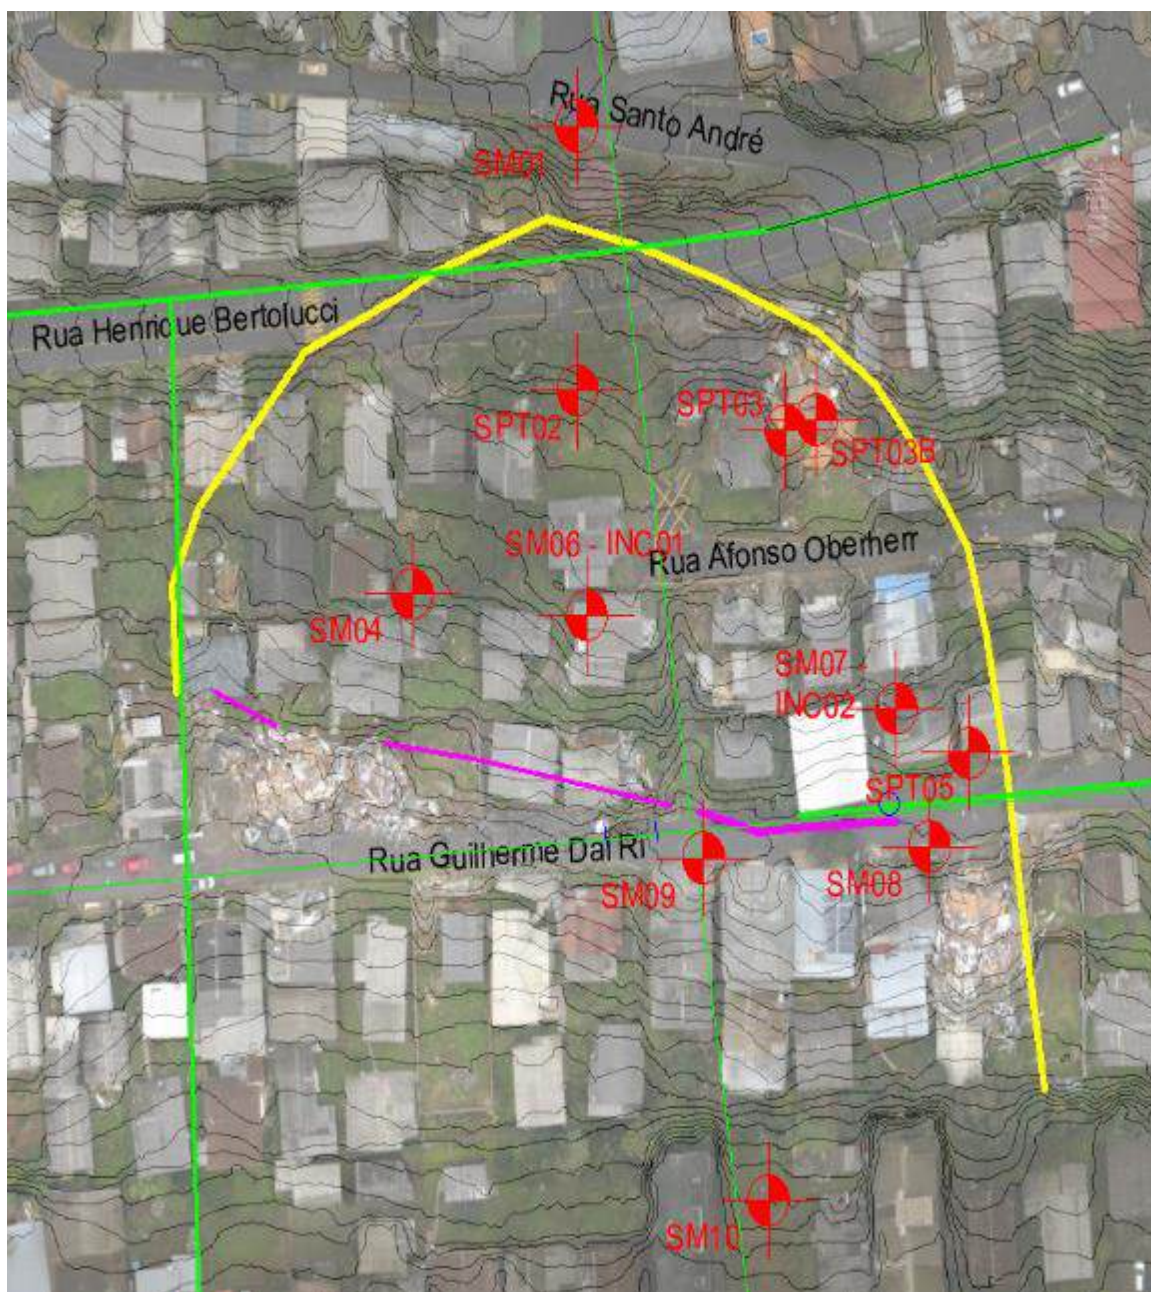 Rua Santo André
SM01
Rua Henrique Bertolucci
SPT02
SPT03
SPT03B
SM06 - INC01
Rua Afonso Oberherr
SM04
SM07 -
INC02
SPT05
Rua Guilherme Dal Ri
SM09
SM08
SM10